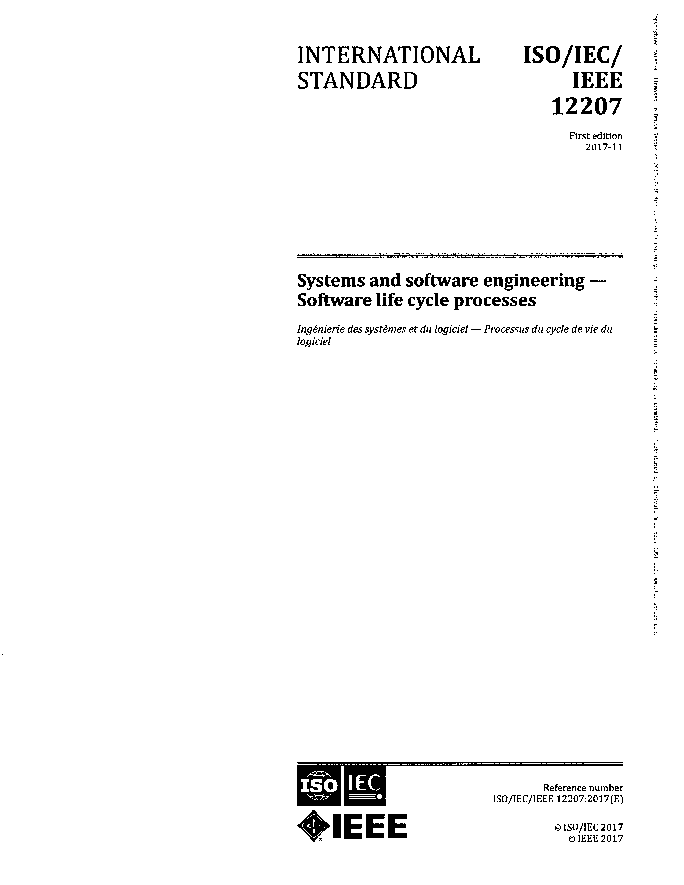 INTERNATIONAL
STANDARD
ISO/IEC/
IEEE
12207
First edition
2017-11
Systems and software engineering —
Software life cycle processes
Ingénierie des systèmes et du logiciel — Processus du cycle de vie du
logiciel
ISO
IEC
IEEE
Reference number
ISO/IEC/IEEE 12207:2017(E)
© ISO/IEC 2017
© IEEE 2017